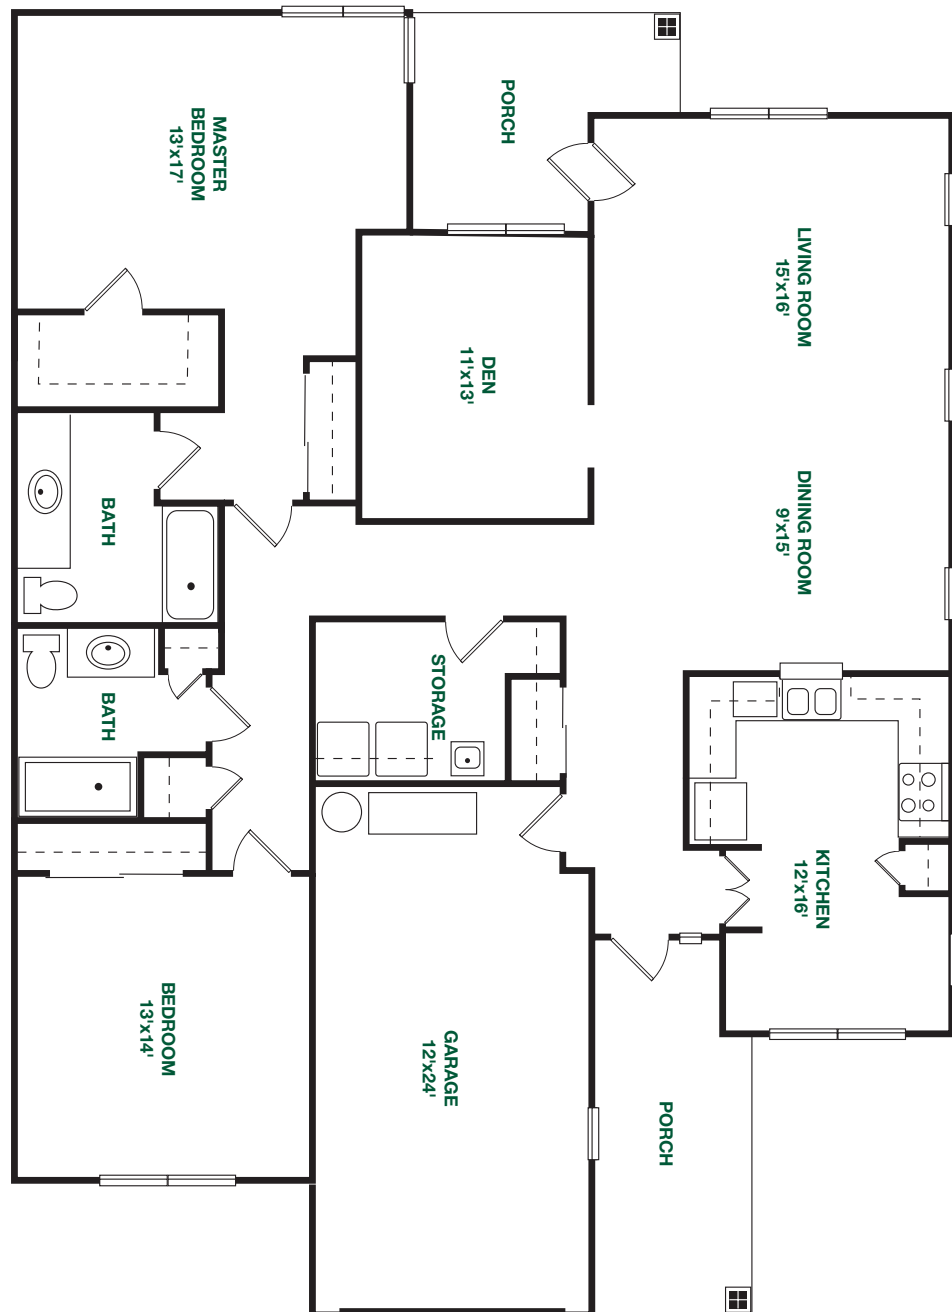 PORCH
MASTER
BEDROOM
13'x17'
LIVING ROOM
15'x16'
DEN
11'x13'
DINING ROOM
9'x15'
BATH
BATH
STORAGE
KITCHEN
12'x16'
BEDROOM
13'x14'
GARAGE
12'x24'
PORCH